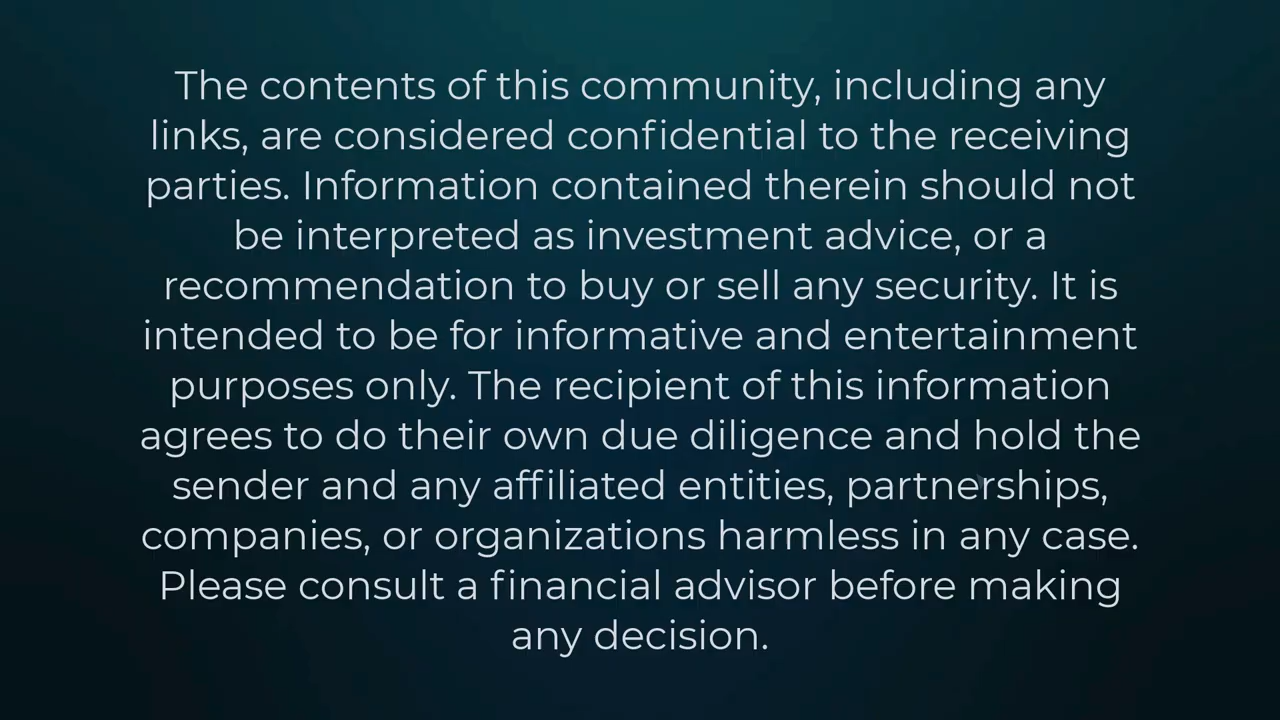 The contents of this community, including any
links, are considered confidential to the receiving
parties. Information contained therein should not
be interpreted as investment advice, or a
recommendation to buy or sell any security. It is
intended to be for informative and entertainment
purposes only. The recipient of this information
agrees to do their own due diligence and hold the
sender and any affiliated entities, partnerships,
companies, or organizations harmless in any case.
Please consult a financial advisor before making
any decision.